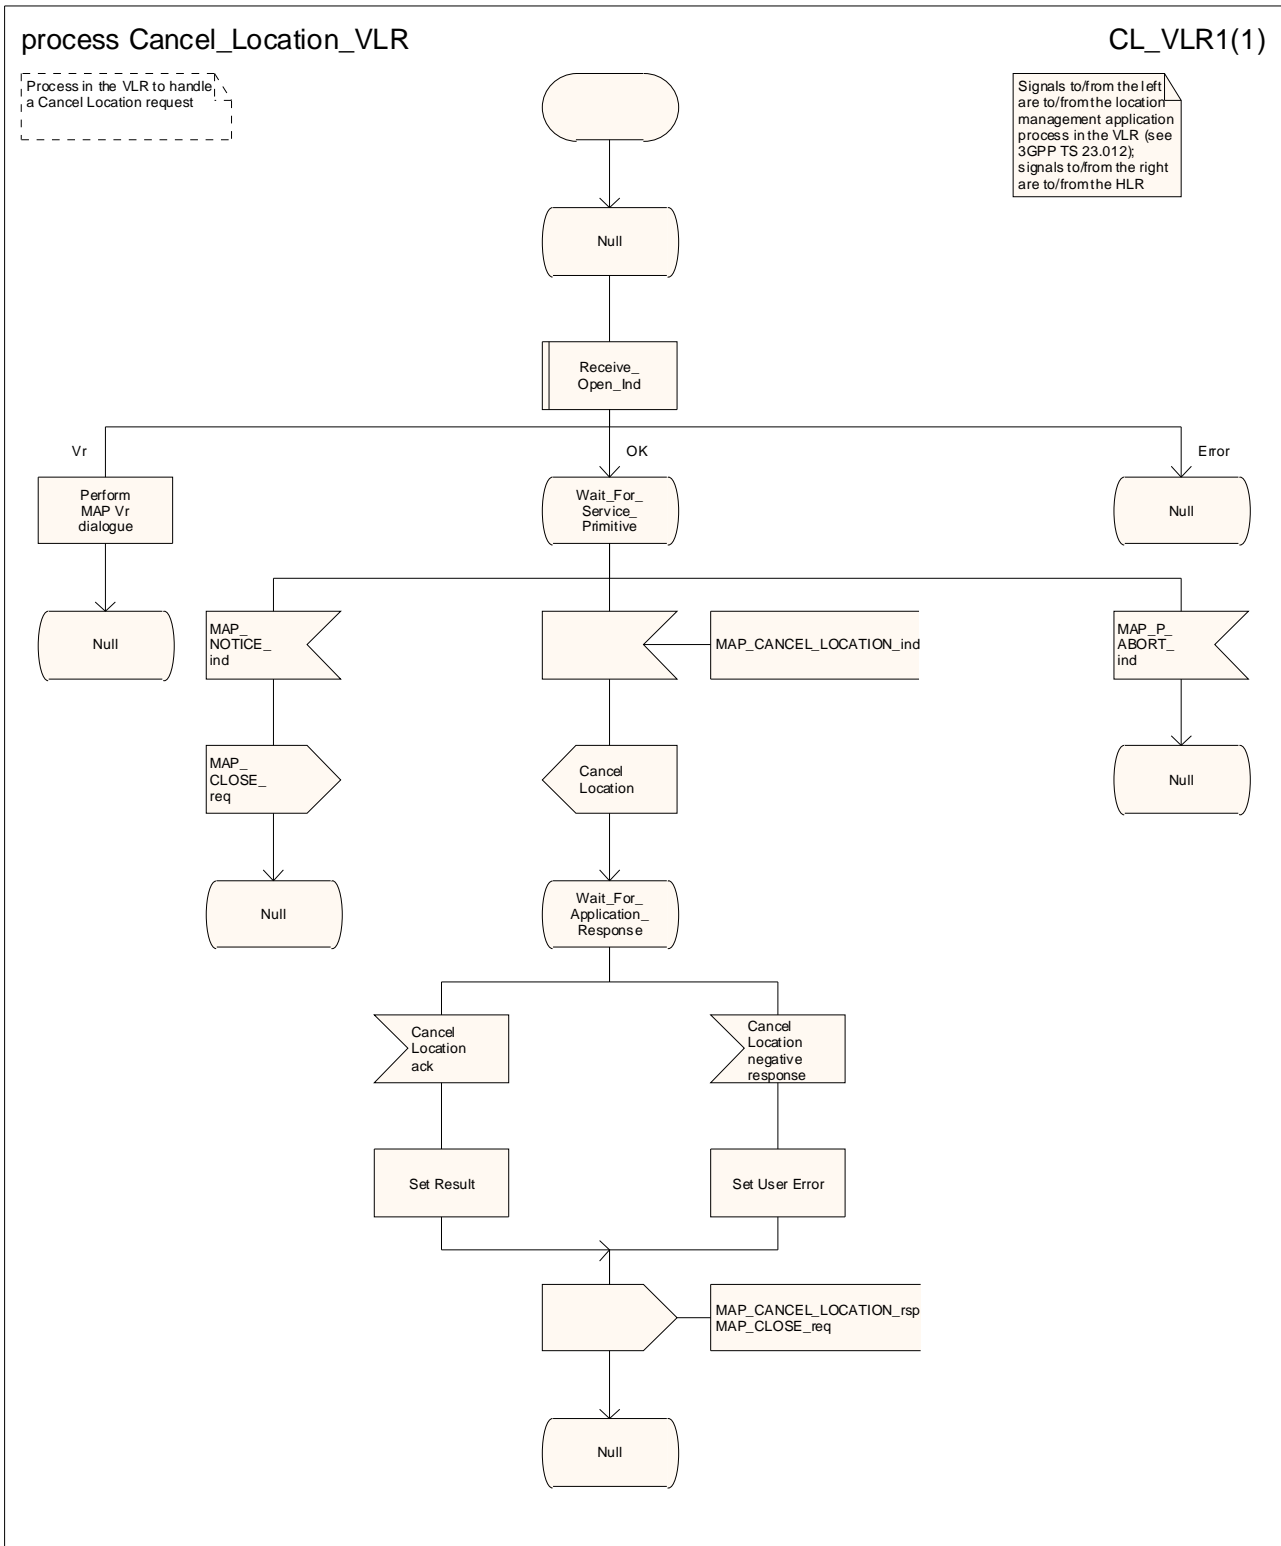 process Cancel_Location_VLR
CL_VLR1(1)
Process in the VLR to handle
a Cancel Location request
Signals to/from the left
are to/from the location
management application
process in the VLR (see
3GPP TS 23.012);
signals to/from the right
are to/from the HLR
Null
Receive_
Open_Ind
Vr
OK
Error
Perform
MAP Vr
dialogue
Wait_For_
Service_
Primitive
Null
Null
MAP_
NOTICE_
ind
MAP_CANCEL_LOCATION_ind
MAP_P_
ABORT_
ind
MAP_
CLOSE_
req
Cancel
Location
Null
Null
Wait_For_
Application_
Response
Cancel
Location
ack
Cancel
Location
negative
response
Set Result
Set User Error
MAP_CANCEL_LOCATION_rsp
MAP_CLOSE_req
Null